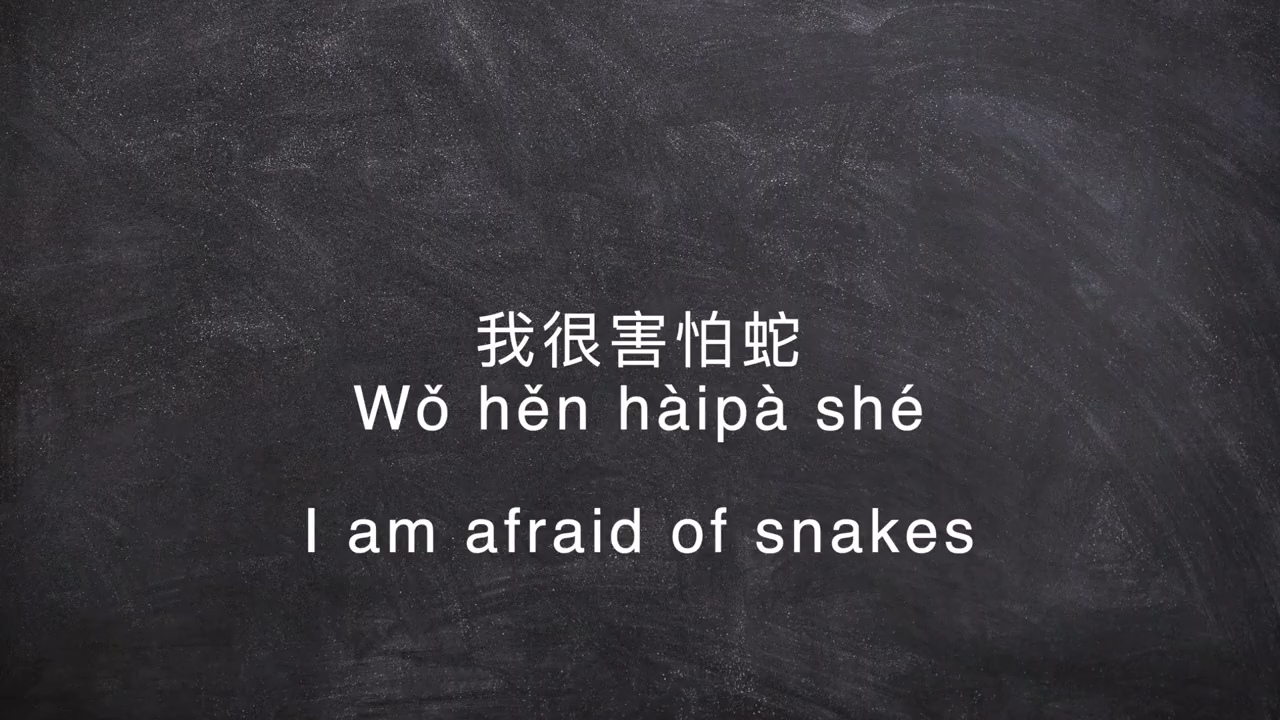 我很害怕蛇
Wǒ hěn hàipà shé
I am afraid of snakes